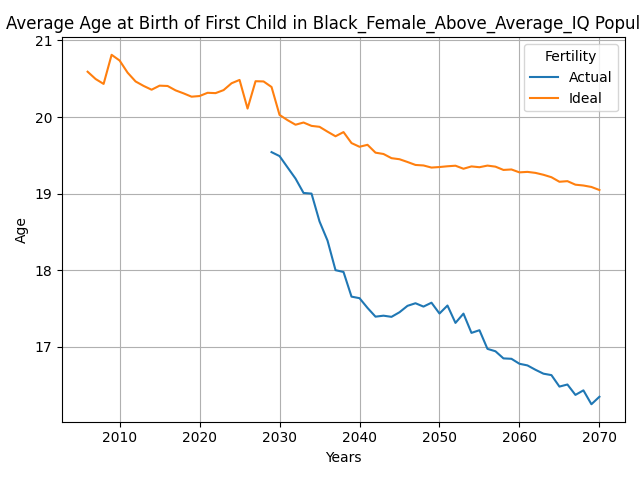 Average Age at Birth of First Child in Black_Female_Above_Average_IQ Popul
21
20
19
18
17
Age
Fertility
Actual
Ideal
2010 2020 2030 2040 2050 2060 2070
Years